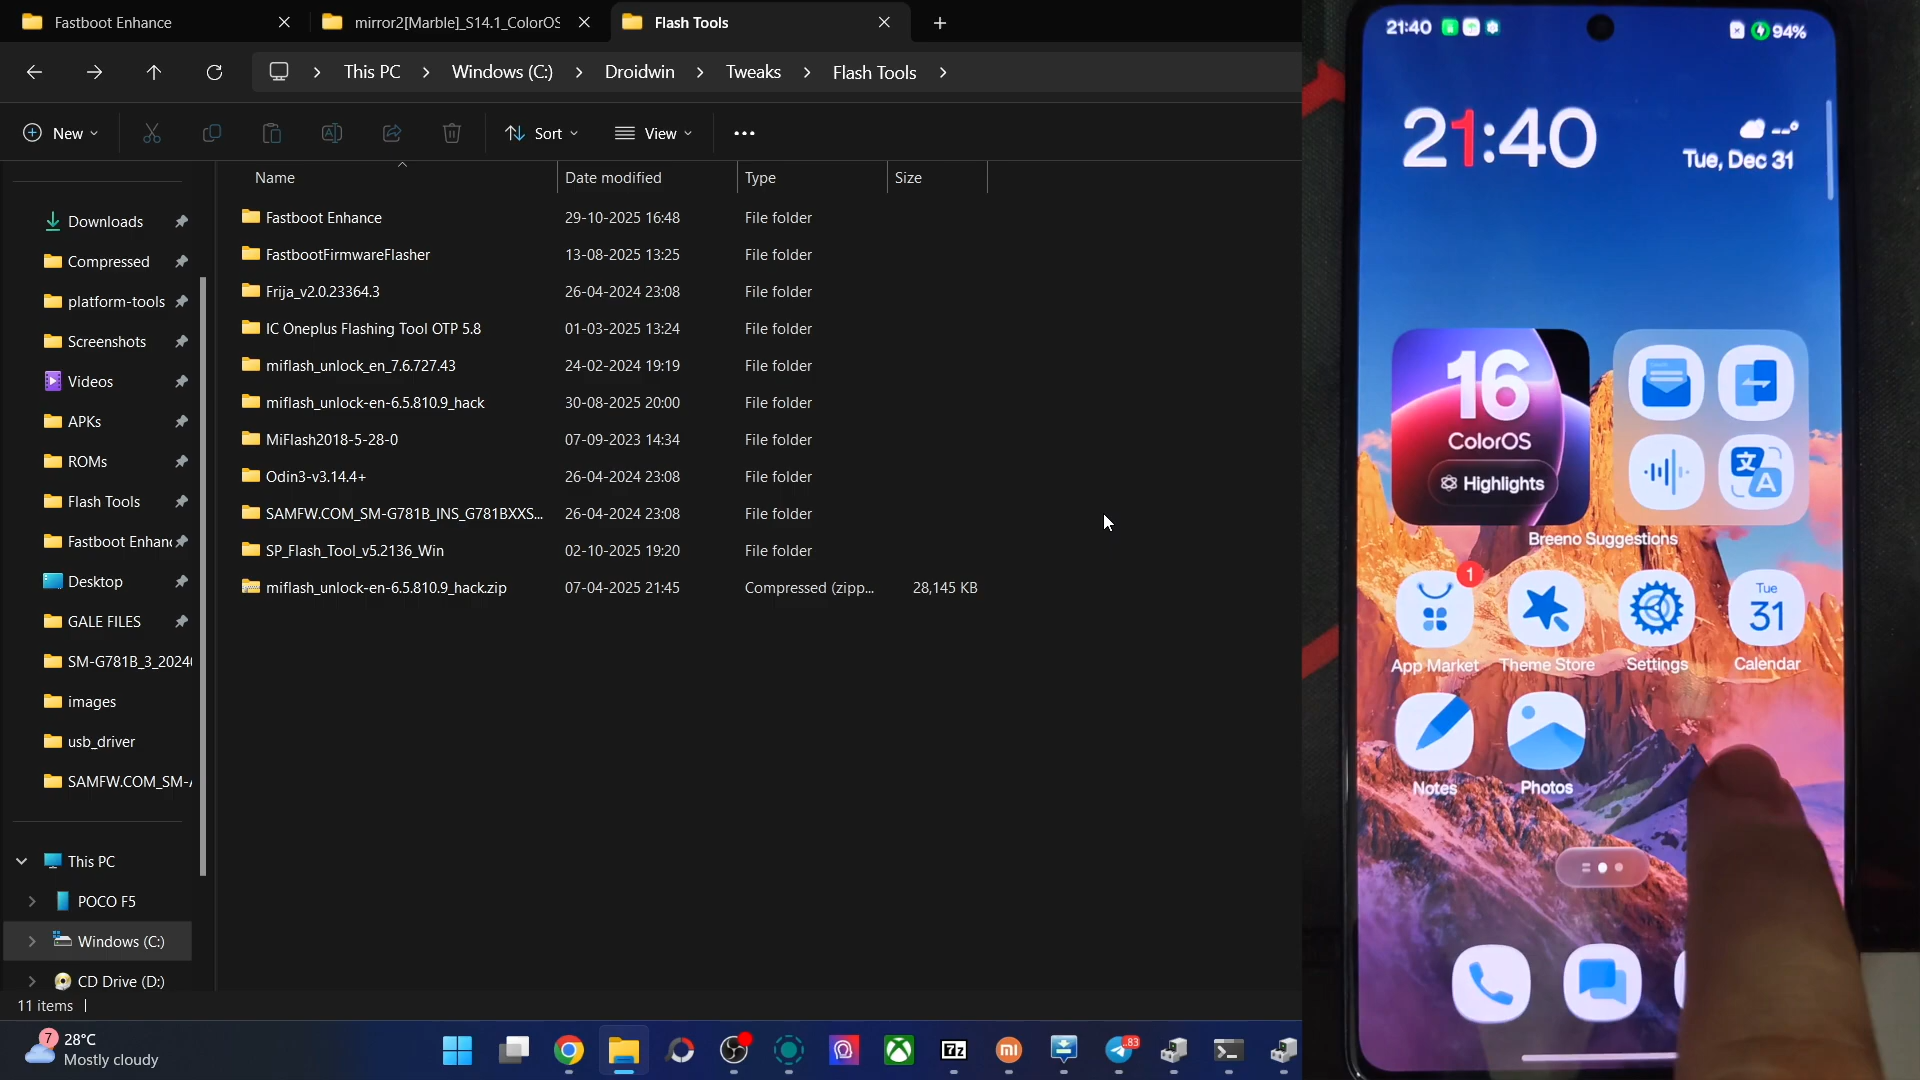 Fastboot Enhance
mirror2[Marble]_S14.1_ColorOS
Flash Tools
This PC
Windows (C:)
Droidwin
Tweaks
Flash Tools
New
Sort
View
Name
Date modified
Type
Size
Fastboot Enhance 29-10-2025 16:48 File folder
FastbootFirmwareFlasher 13-08-2025 13:25 File folder
Frija_v2.0.23364.3 26-04-2024 23:08 File folder
IC Oneplus Flashing Tool OTP 5.8 01-03-2025 13:24 File folder
miflash_unlock_en_7.6.727.43 24-02-2024 19:19 File folder
miflash_unlock-en-6.5.810.9_hack 30-08-2025 20:00 File folder
MiFlash2018-5-28-0 07-09-2023 14:34 File folder
Odin3-v3.14.4+ 26-04-2024 23:08 File folder
SAMFW.COM_SM-G781B_INS_G781BXXS... 26-04-2024 23:08 File folder
SP_Flash_Tool_v5.2136_Win 02-10-2025 19:20 File folder
miflash_unlock-en-6.5.810.9_hack.zip 07-04-2025 21:45 Compressed (zipp... 28,145 KB
Downloads
Compressed
platform-tools
Screenshots
Videos
APKs
ROMs
Flash Tools
Fastboot Enhanc
Desktop
GALE FILES
SM-G781B_3_2024
images
usb_driver
SAMFW.COM_SM-
This PC
POCO F5
Windows (C:)
CD Drive (D:)
11 items
7
28°C
Mostly cloudy
7z
mi
83
21:40
94%
21:40
--°
Tue, Dec 31
16
ColorOS
Highlights
文
A
Breeno Suggestions
1
Tue
31
App Market
Theme Store
Settings
Calendar
Notes
Photos